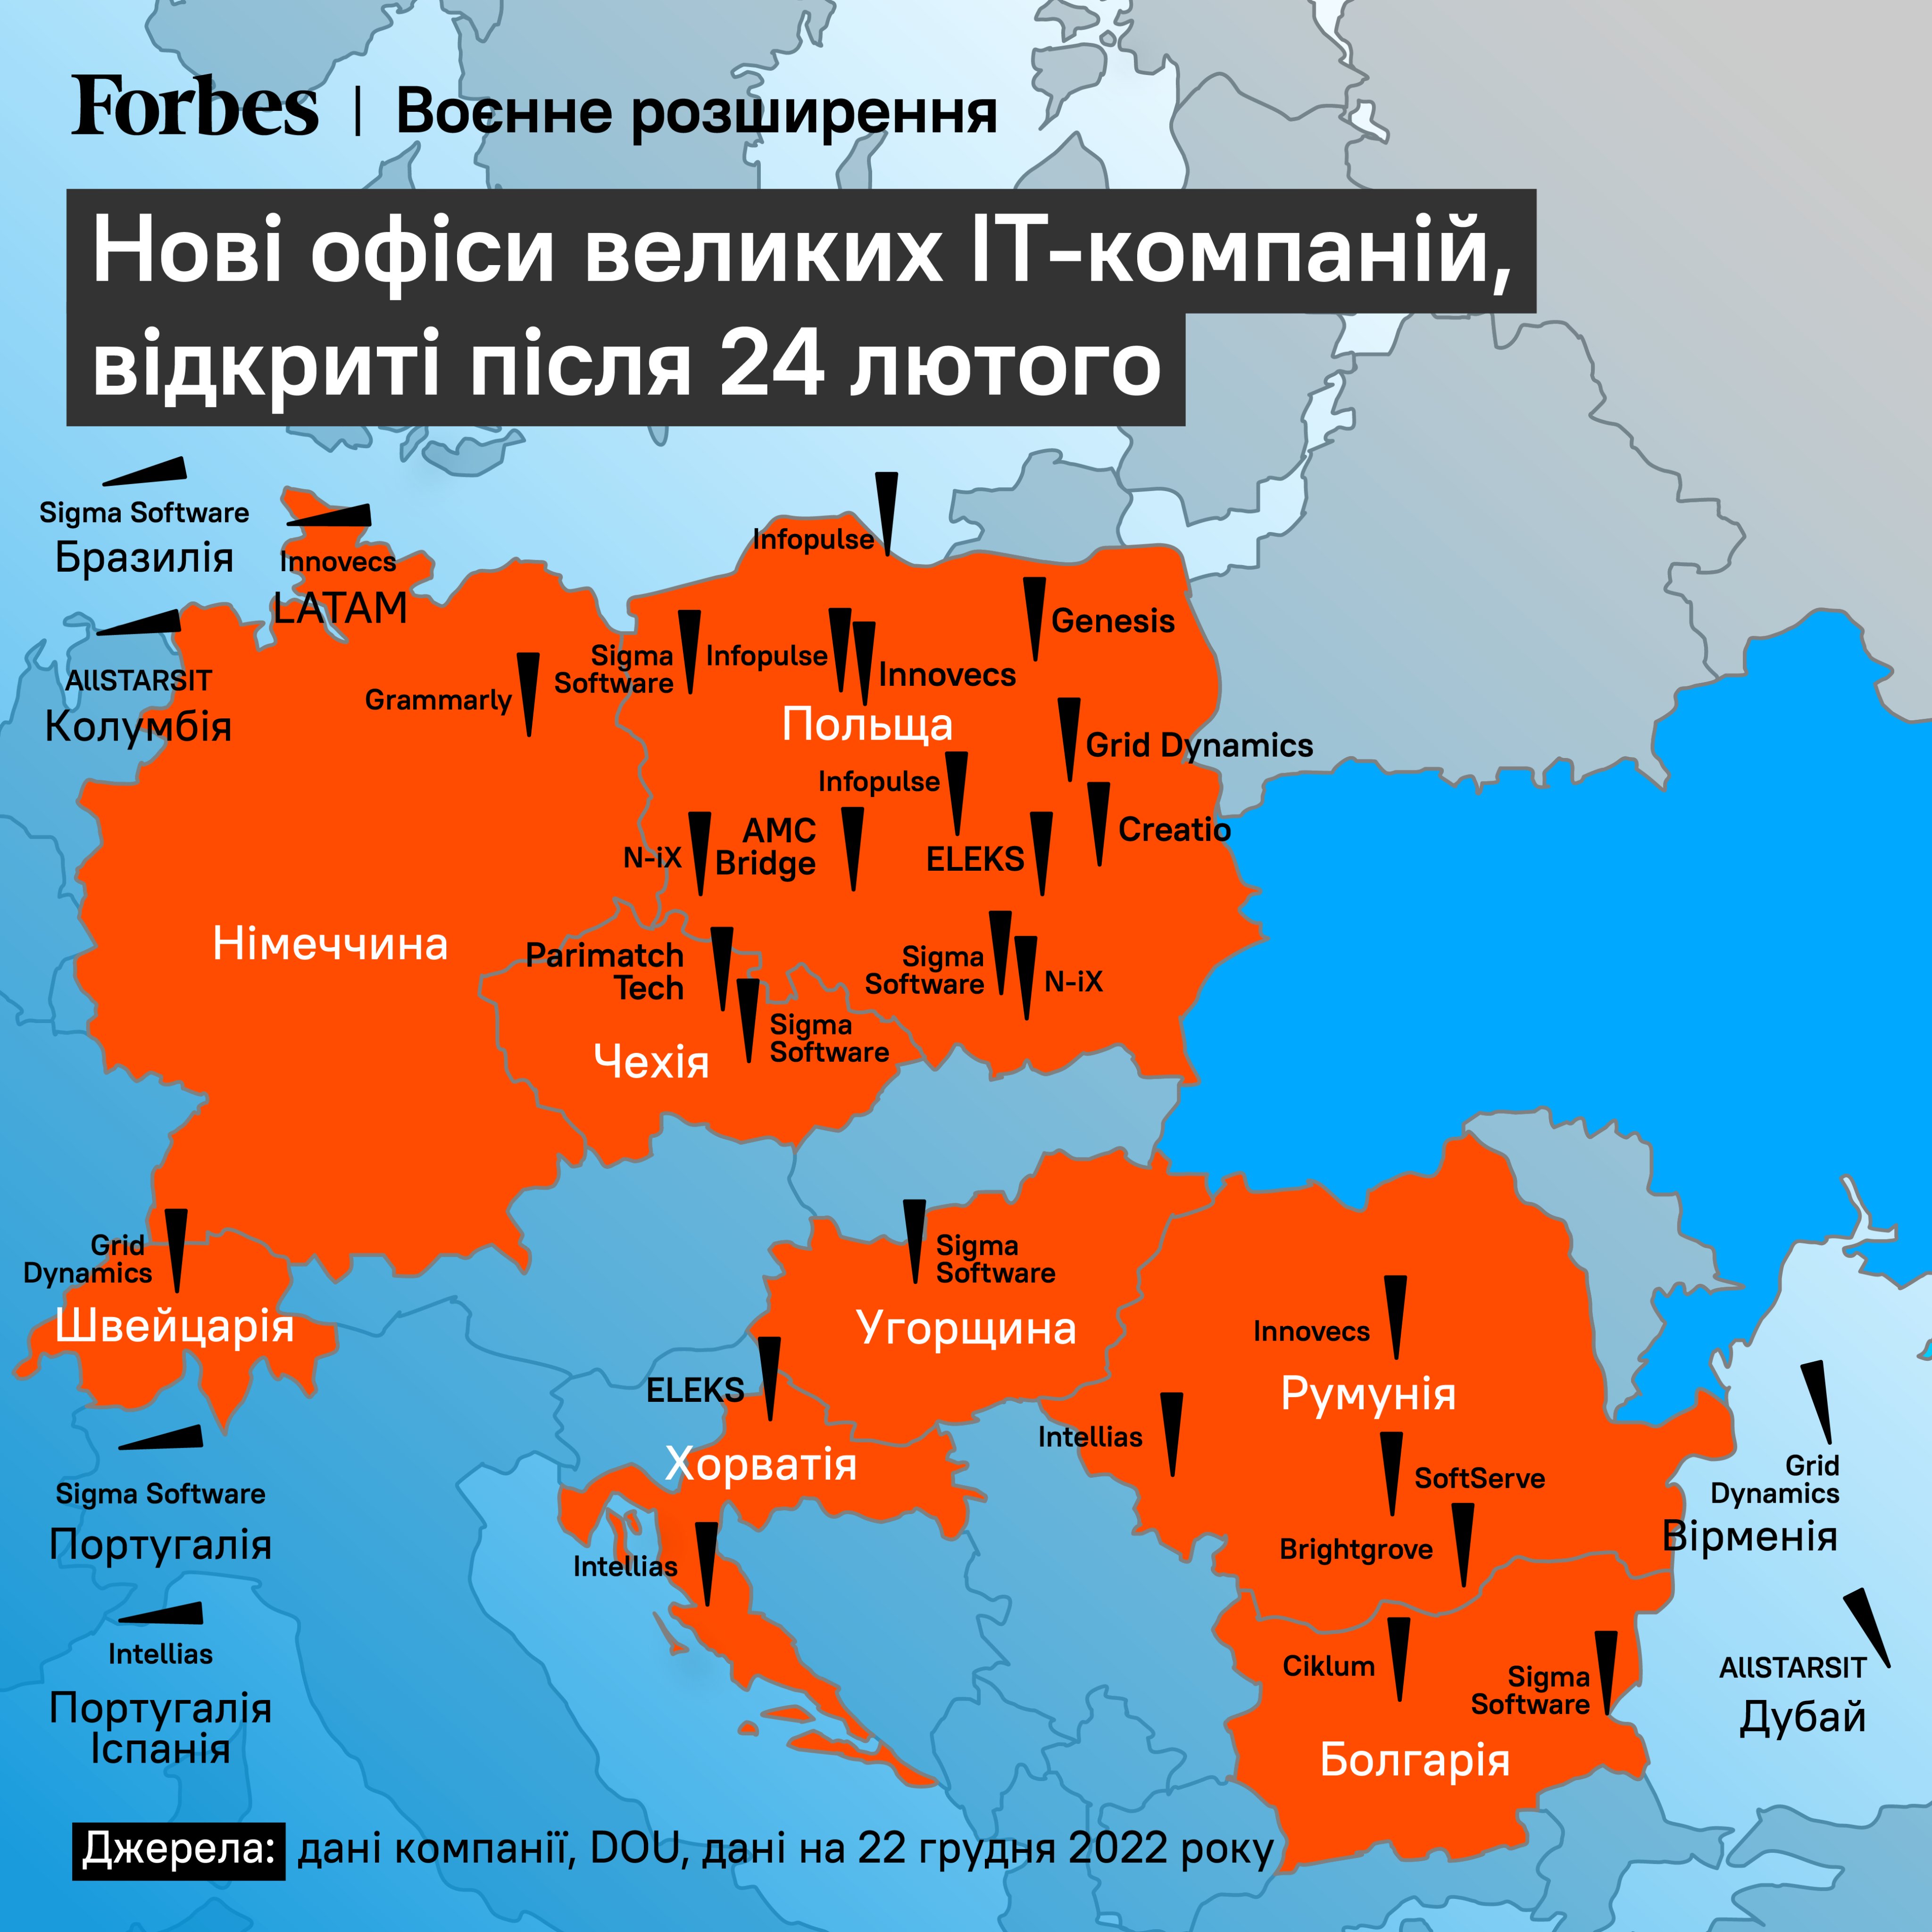 Forbes | Воєнне розширення
Нові офіси великих ІТ-компаній,
відкриті після 24 лютого
Sigma Software
Бразилія
Innovecs
LATAM
AllSTARSIT
Колумбія
Grammarly
Німеччина
Infopulse
Sigma
Software
Infopulse
Innovecs
Genesis
Польща
Grid Dynamics
Infopulse
Creatio
N-iX
AMC
Bridge
ELEKS
Sigma
Software
N-iX
Parimatch
Tech
Sigma
Software
Чехія
Grid
Dynamics
Швейцарія
Sigma
Software
Угорщина
ELEKS
Хорватія
Intellias
Innovecs
Румунія
Intellias
SoftServe
Brightgrove
Ciklum
Sigma
Software
Болгарія
Grid
Dynamics
Вірменія
AllSTARSIT
Дубай
Sigma Software
Португалія
Intellias
Португалія
Іспанія
Джерела: дані компанії, DOU, дані на 22 грудня 2022 року